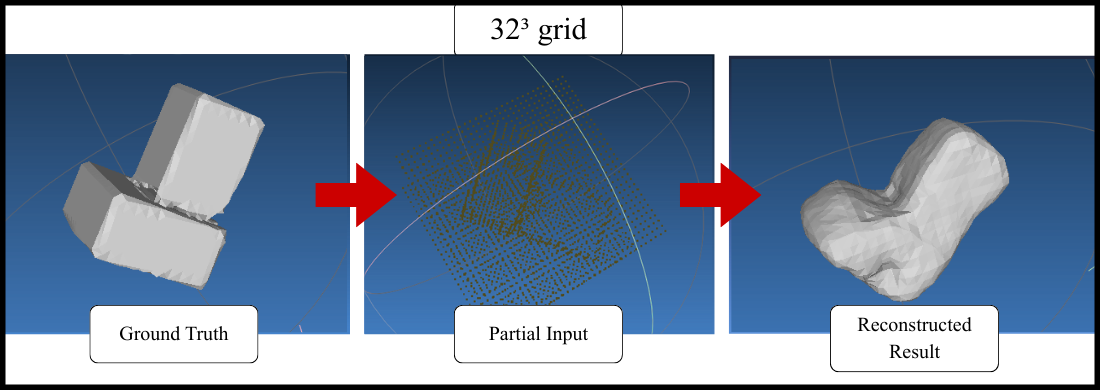 32³ grid
Ground Truth
Partial Input
Reconstructed
Result